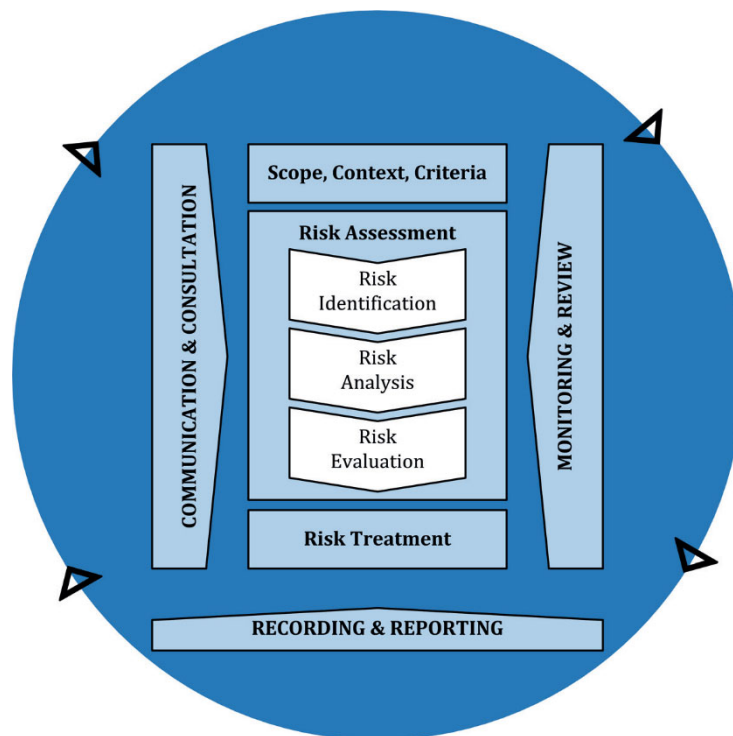 Scope, Context, Criteria
Risk Assessment
Risk
Identification
Risk
Analysis
Risk
Evaluation
Risk Treatment
COMMUNICATION & CONSULTATION
MONITORING & REVIEW
RECORDING & REPORTING